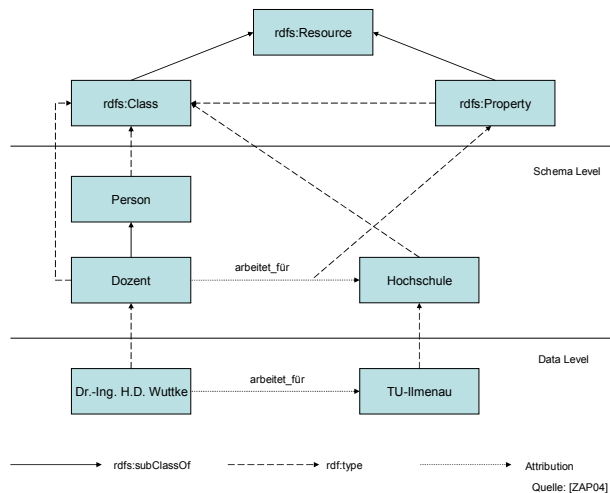 rdfs:Resource
rdfs:Class
rdfs:Property
Schema Level
Person
arbeitet_für
Dozent
Hochschule
Data Level
arbeitet_für
Dr.-Ing. H.D. Wuttke
TU-Ilmenau
rdfs:subClassOf
rdf:type
Attribution
Quelle: [ZAP04]